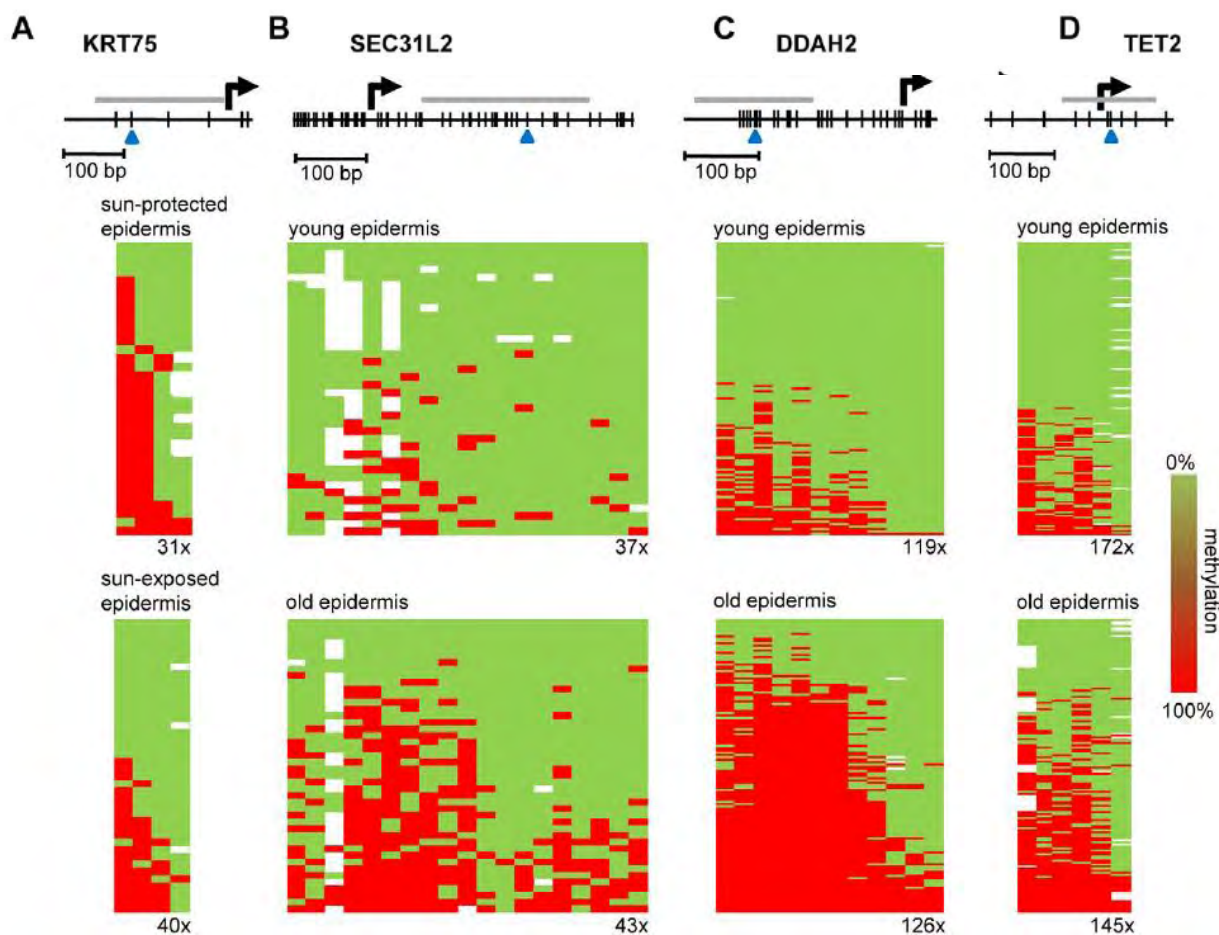 A KRT75
B SEC31L2
C DDAH2
D TET2
100 bp
100 bp
100 bp
100 bp
sun-protected
epidermis
young epidermis
young epidermis
young epidermis
31x
37x
119x
172x
0%
methylation
100%
sun-exposed
epidermis
old epidermis
old epidermis
old epidermis
40x
43x
126x
145x